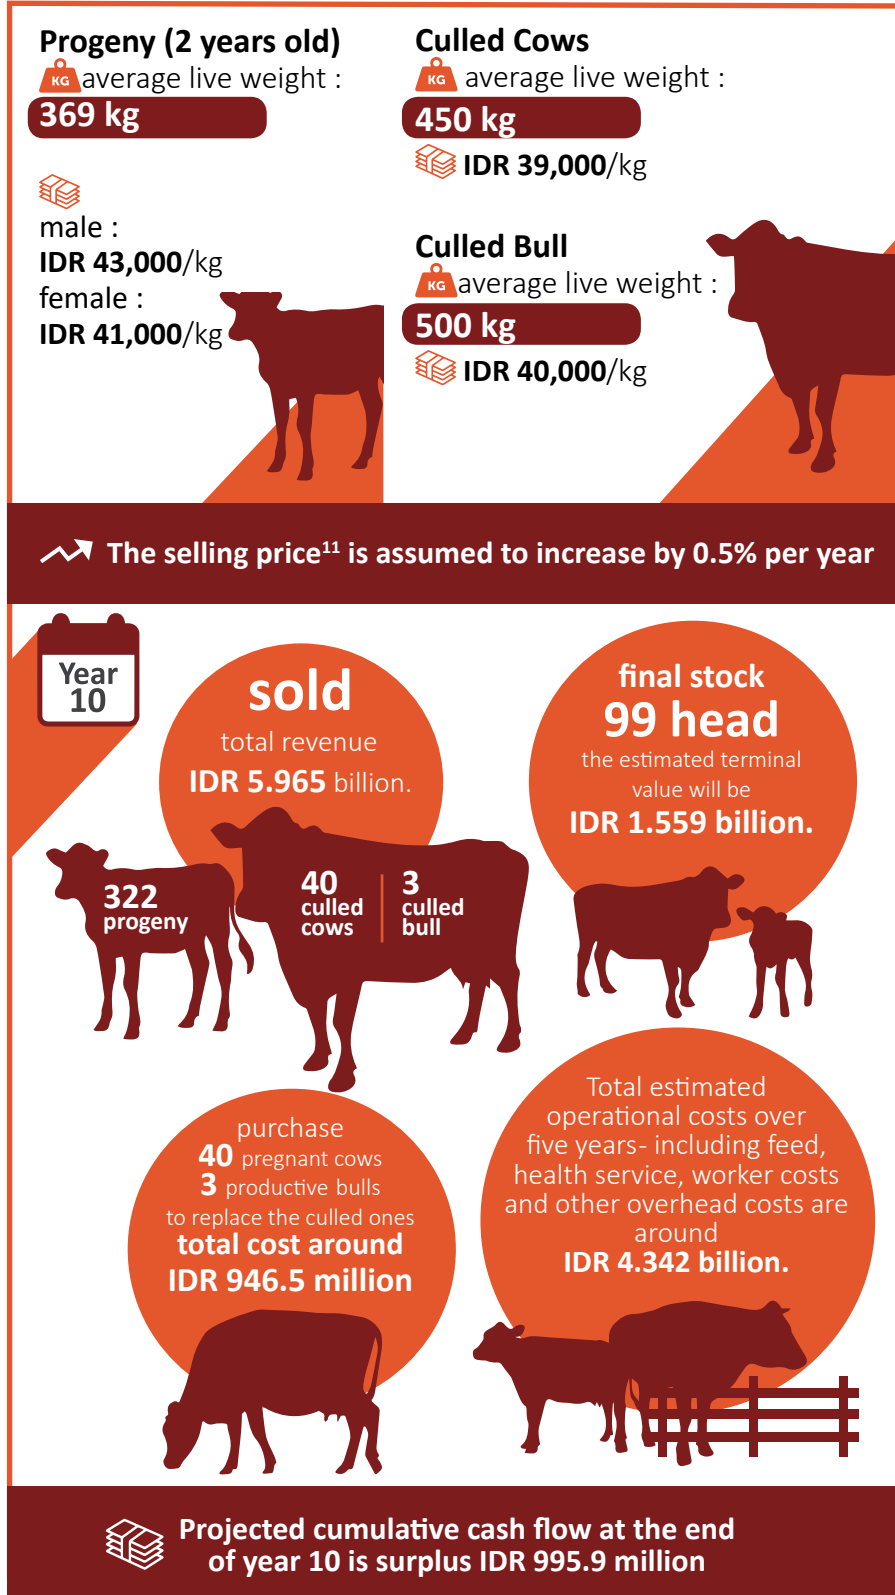 Progeny (2 years old)
KG average live weight :
369 kg
male :
IDR 43,000/kg
female :
IDR 41,000/kg
Culled Cows
KG average live weight :
450 kg
IDR 39,000/kg
Culled Bull
KG average live weight :
500 kg
IDR 40,000/kg
The selling price¹¹ is assumed to increase by 0.5% per year
Year
10
sold
total revenue
IDR 5.965 billion.
322
progeny
40
culled
cows
3
culled
bull
final stock
99 head
the estimated terminal
value will be
IDR 1.559 billion.
purchase
40 pregnant cows
3 productive bulls
to replace the culled ones
total cost around
IDR 946.5 million
Total estimated
operational costs over
five years- including feed,
health service, worker costs
and other overhead costs are
around
IDR 4.342 billion.
Projected cumulative cash flow at the end
of year 10 is surplus IDR 995.9 million